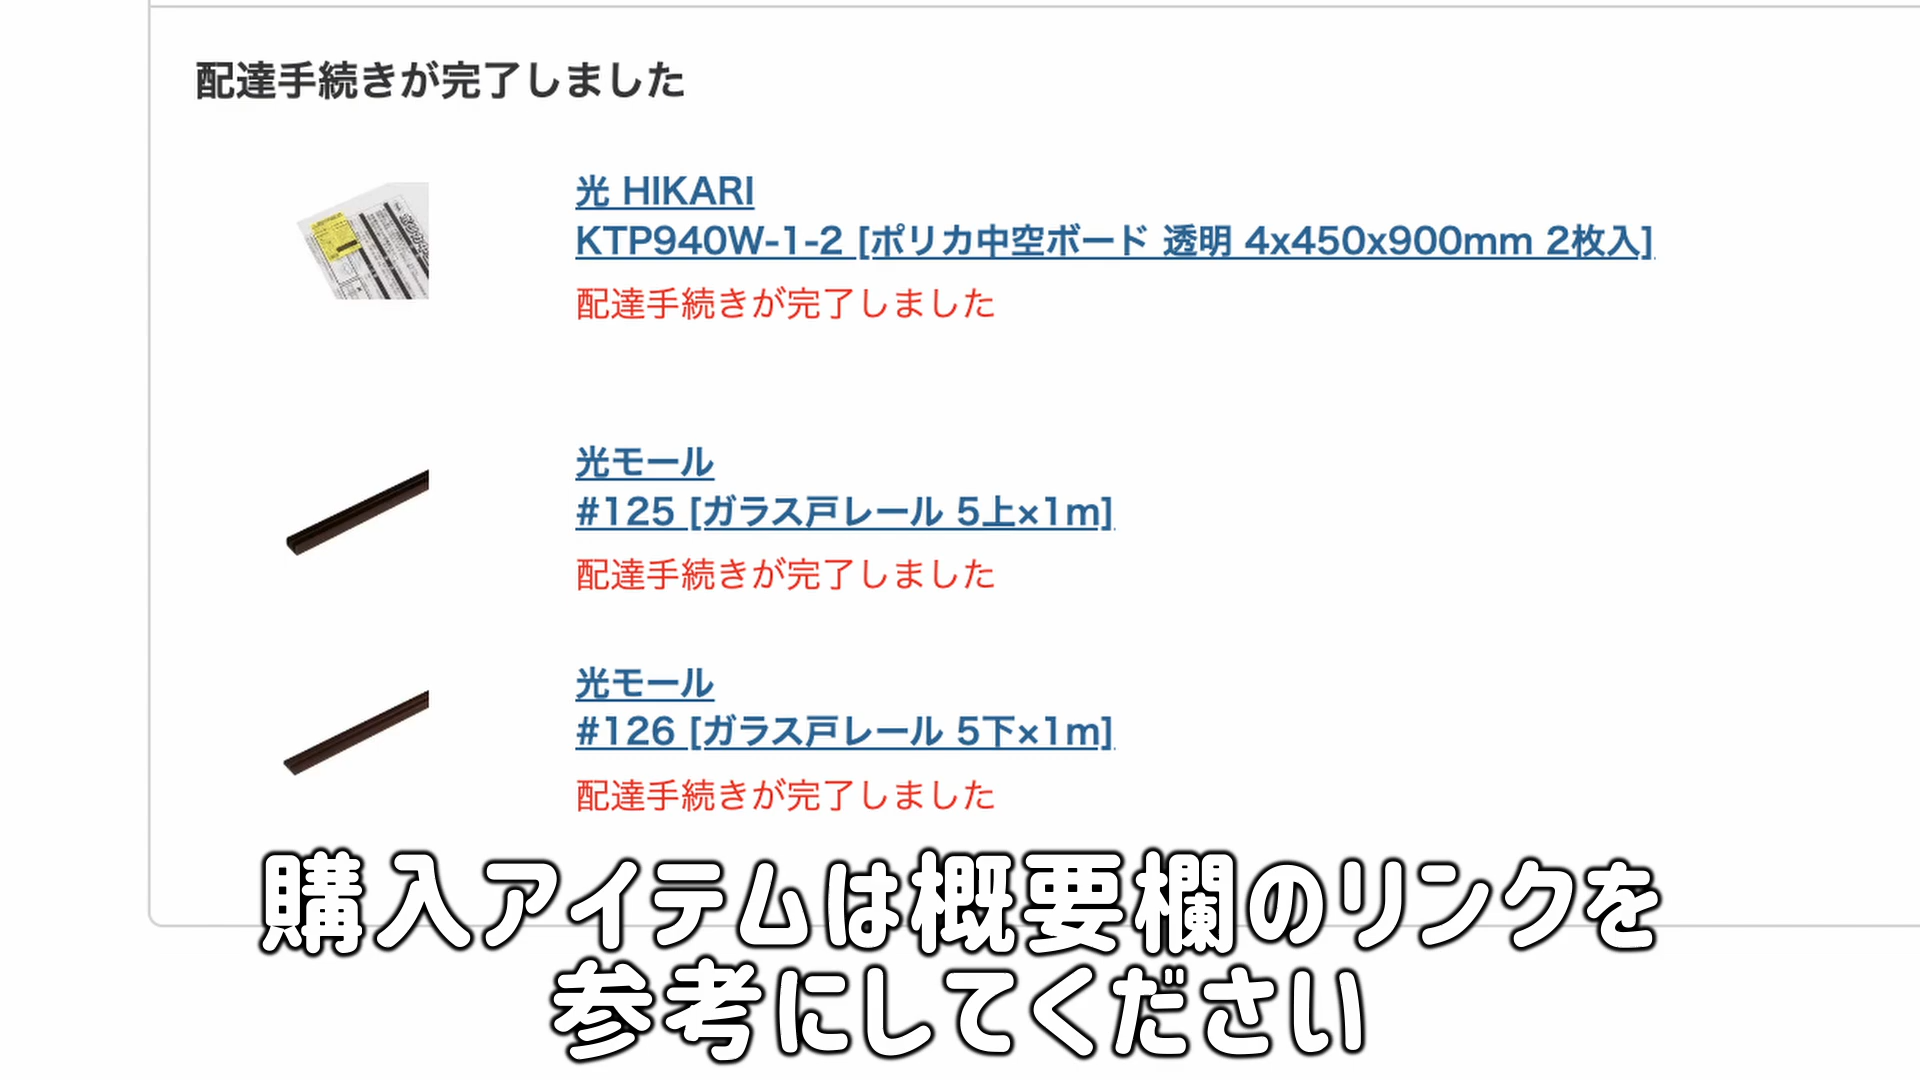 配達手続きが完了しました
光 HIKARI
KTP940W-1-2 [ポリカ中空ボード 透明 4x450x900mm 2枚入]
配達手続きが完了しました
光モール
#125 [ガラス戸レール 5上×1m]
配達手続きが完了しました
光モール
#126 [ガラス戸レール 5下×1m]
配達手続きが完了しました
購入アイテムは概要欄のリンクを
参考にしてください